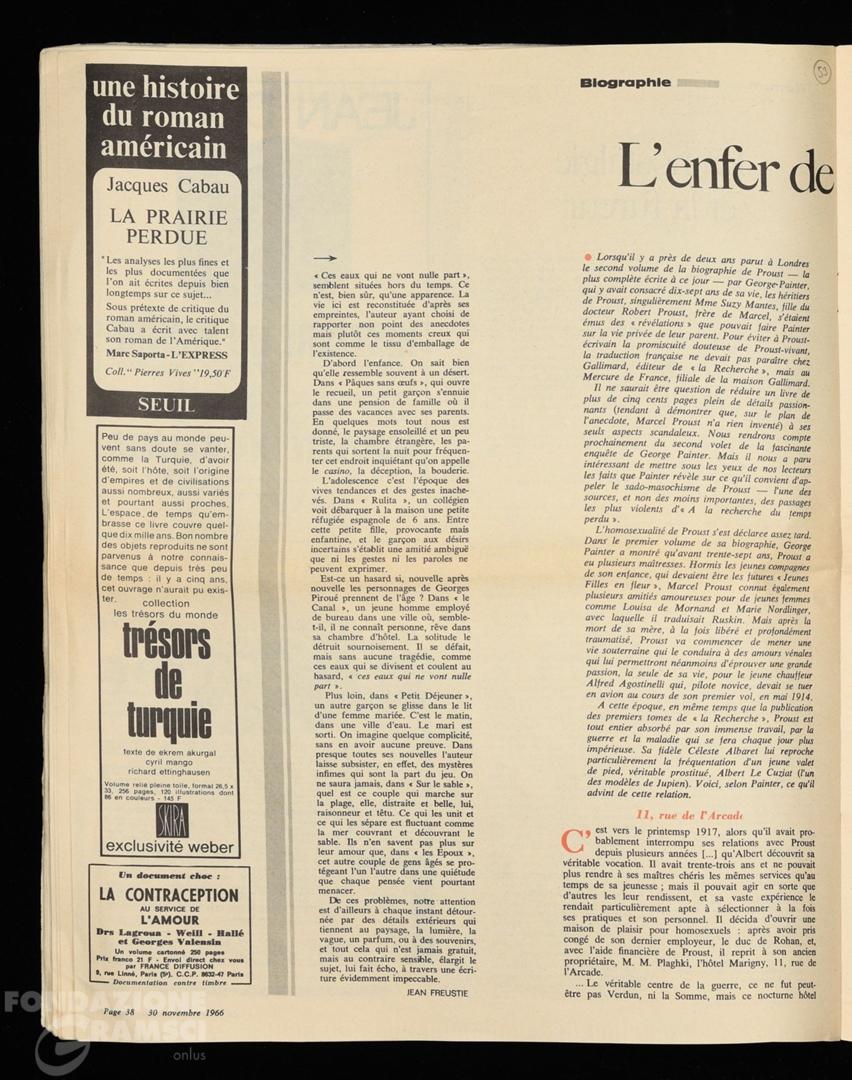 une histoire
du roman
américain
Jacques Cabau
LA PRAIRIE
PERDUE
"Les analyses les plus fines et
les plus documentées que
l'on ait écrites depuis bien
longtemps sur ce sujet...
Sous prétexte de critique du
roman américain, le critique
Cabau a écrit avec talent
son roman de l'Amérique."
Marc Saporta - L'EXPRESS
Coll. "Pierres Vives" 19,50 F
SEUIL
Peu de pays au monde peu-
vent sans doute se vanter,
comme la Turquie, d'avoir
été, soit l'hôte, soit l'origine
d'empires et de civilisations
aussi nombreux, aussi variés
et pourtant aussi proches.
L'espace de temps qu'em-
brasse ce livre couvre quel-
que dix mille ans. Bon nombre
des objets reproduits ne sont
parvenus à notre connais-
sance que depuis très peu
de temps : il y a cinq ans,
cet ouvrage n'aurait pu exis-
ter.
collection
les trésors du monde
trésors
de
turquie
texte de ekrem akurgal
cyril mango
richard ettinghausen
Volume relié pleine toile, format 26,5 x
33, 256 pages, 120 illustrations dont
86 en couleurs - 145 F
SKIRA
exclusivité weber
Un document choc :
LA CONTRACEPTION
AU SERVICE DE
L'AMOUR
Drs Lagroua - Weill - Hallé
et Georges Valensin
Un volume cartonné 250 pages
Prix franco 21 F - Envoi direct chez vous
par FRANCE DIFFUSION
9, rue Linné, Paris (5e), C.C.P. 8632-47 Paris
Documentation contre timbre
Page 38 30 novembre 1966
« Ces eaux qui ne vont nulle part »,
semblent situées hors du temps. Ce
n'est, bien sûr, qu'une apparence. La
vie ici est reconstituée d'après ses
empreintes, l'auteur ayant choisi de
rapporter non point des anecdotes
mais plutôt ces moments creux qui
sont comme le tissu d'emballage de
l'existence.
D'abord l'enfance. On sait bien
qu'elle ressemble souvent à un désert.
Dans « Pâques sans œufs », qui ouvre
le recueil, un petit garçon s'ennuie
dans une pension de famille où il
passe des vacances avec ses parents.
En quelques mots tout nous est
donné, le paysage ensoleillé et un peu
triste, la chambre étrangère, les pa-
rents qui sortent la nuit pour fréquen-
ter cet endroit inquiétant qu'on appelle
le casino, la déception, la bouderie.
L'adolescence c'est l'époque des
vives tendances et des gestes inache-
vés. Dans « Rulita », un collégien
voit débarquer à la maison une petite
réfugiée espagnole de 6 ans. Entre
cette petite fille, provocante mais
enfantine, et le garçon aux désirs
incertains s'établit une amitié ambiguë
que ni les gestes ni les paroles ne
peuvent exprimer.
Est-ce un hasard si, nouvelle après
nouvelle les personnages de Georges
Piroué prennent de l'âge ? Dans « le
Canal », un jeune homme employé
de bureau dans une ville où, semble-
t-il, il ne connaît personne, rêve dans
sa chambre d'hôtel. La solitude le
détruit sournoisement. Il se défait,
mais sans aucune tragédie, comme
ces eaux qui se divisent et coulent au
hasard, « ces eaux qui ne vont nulle
part ».
Plus loin, dans « Petit Déjeuner »,
un autre garçon se glisse dans le lit
d'une femme mariée. C'est le matin,
dans une ville d'eau. Le mari est
sorti. On imagine quelque complicité,
sans en avoir aucune preuve. Dans
presque toutes ses nouvelles l'auteur
laisse subsister, en effet, des mystères
infimes qui sont la part du jeu. On
ne saura jamais, dans « Sur le sable »,
quel est ce couple qui marche sur
la plage, elle, distraite et belle, lui,
raisonneur et têtu. Ce qui les unit et
ce qui les sépare est fluctuant comme
la mer couvrant et découvrant le
sable. Ils n'en savent pas plus sur
leur amour que, dans « les Epoux »,
cet autre couple de gens âgés se pro-
tégeant l'un l'autre dans une quiétude
que chaque pensée vient pourtant
menacer.
De ces problèmes, notre attention
est d'ailleurs à chaque instant détour-
née par des détails extérieurs qui
tiennent au paysage, la lumière, la
vague, un parfum, ou à des souvenirs,
et tout cela qui n'est jamais gratuit,
mais au contraire sensible, élargit le
sujet, lui fait écho, à travers une écri-
ture évidemment impeccable.
JEAN FREUSTIE
Biographie
53
L'enfer de
Lorsqu'il y a près de deux ans parut à Londres
le second volume de la biographie de Proust — la
plus complète écrite à ce jour — par George-Painter,
qui y avait consacré dix-sept ans de sa vie, les héritiers
de Proust, singulièrement Mme Suzy Mantes, fille du
docteur Robert Proust, frère de Marcel, s'étaient
émus des « révélations » que pouvait faire Painter
sur la vie privée de leur parent. Pour éviter à Proust-
écrivain la promiscuité douteuse de Proust-vivant,
la traduction française ne devait pas paraître chez
Gallimard, éditeur de « la Recherche », mais au
Mercure de France, filiale de la maison Gallimard.
Il ne saurait être question de réduire un livre de
plus de cinq cents pages plein de détails passion-
nants (tendant à démontrer que, sur le plan de
l'anecdote, Marcel Proust n'a rien inventé) à ses
seuls aspects scandaleux. Nous rendrons compte
prochainement du second volet de la fascinante
enquête de George Painter. Mais il nous a paru
intéressant de mettre sous les yeux de nos lecteurs
les faits que Painter révèle sur ce qu'il convient d'ap-
peler le sado-masochisme de Proust — l'une des
sources, et non des moins importantes, des passages
les plus violents d'« A la recherche du temps
perdu ».
L'homosexualité de Proust s'est déclarée assez tard.
Dans le premier volume de sa biographie, George
Painter a montré qu'avant trente-sept ans, Proust a
eu plusieurs maîtresses. Hormis les jeunes compagnes
de son enfance, qui devaient être les futures « Jeunes
Filles en fleur », Marcel Proust connut également
plusieurs amitiés amoureuses pour de jeunes femmes
comme Louisa de Mornand et Marie Nordlinger,
avec laquelle il traduisait Ruskin. Mais après la
mort de sa mère, à la fois libéré et profondément
traumatisé, Proust va commencer de mener une
vie souterraine qui le conduira à des amours vénales
qui lui permettront néanmoins d'éprouver une grande
passion, la seule de sa vie, pour le jeune chauffeur
Alfred Agostinelli qui, pilote novice, devait se tuer
en avion au cours de son premier vol, en mai 1914.
A cette époque, en même temps que la publication
des premiers tomes de « la Recherche », Proust est
tout entier absorbé par son immense travail, par la
guerre et la maladie qui se fera chaque jour plus
impérieuse. Sa fidèle Céleste Albaret lui reproche
particulièrement la fréquentation d'un jeune valet
de pied, véritable prostitué, Albert Le Cuziat (l'un
des modèles de Jupien). Voici, selon Painter, ce qu'il
advint de cette relation.
11, rue de l'Arcade
C'est vers le printemsp 1917, alors qu'il avait pro-
bablement interrompu ses relations avec Proust
depuis plusieurs années [...] qu'Albert découvrit sa
véritable vocation. Il avait trente-trois ans et ne pouvait
plus rendre à ses maîtres chéris les mêmes services qu'au
temps de sa jeunesse ; mais il pouvait agir en sorte que
d'autres les leur rendissent, et sa vaste expérience le
rendait particulièrement apte à sélectionner à la fois
ses pratiques et son personnel. Il décida d'ouvrir une
maison de plaisir pour homosexuels : après avoir pris
congé de son dernier employeur, le duc de Rohan, et,
avec l'aide financière de Proust, il reprit à son ancien
propriétaire, M. M. Plaghki, l'hôtel Marigny, 11, rue de
l'Arcade.
... Le véritable centre de la guerre, ce ne fut peut-
être pas Verdun, ni la Somme, mais ce nocturne hôtel
FONDAZIONE
GRAMSCI
onlus